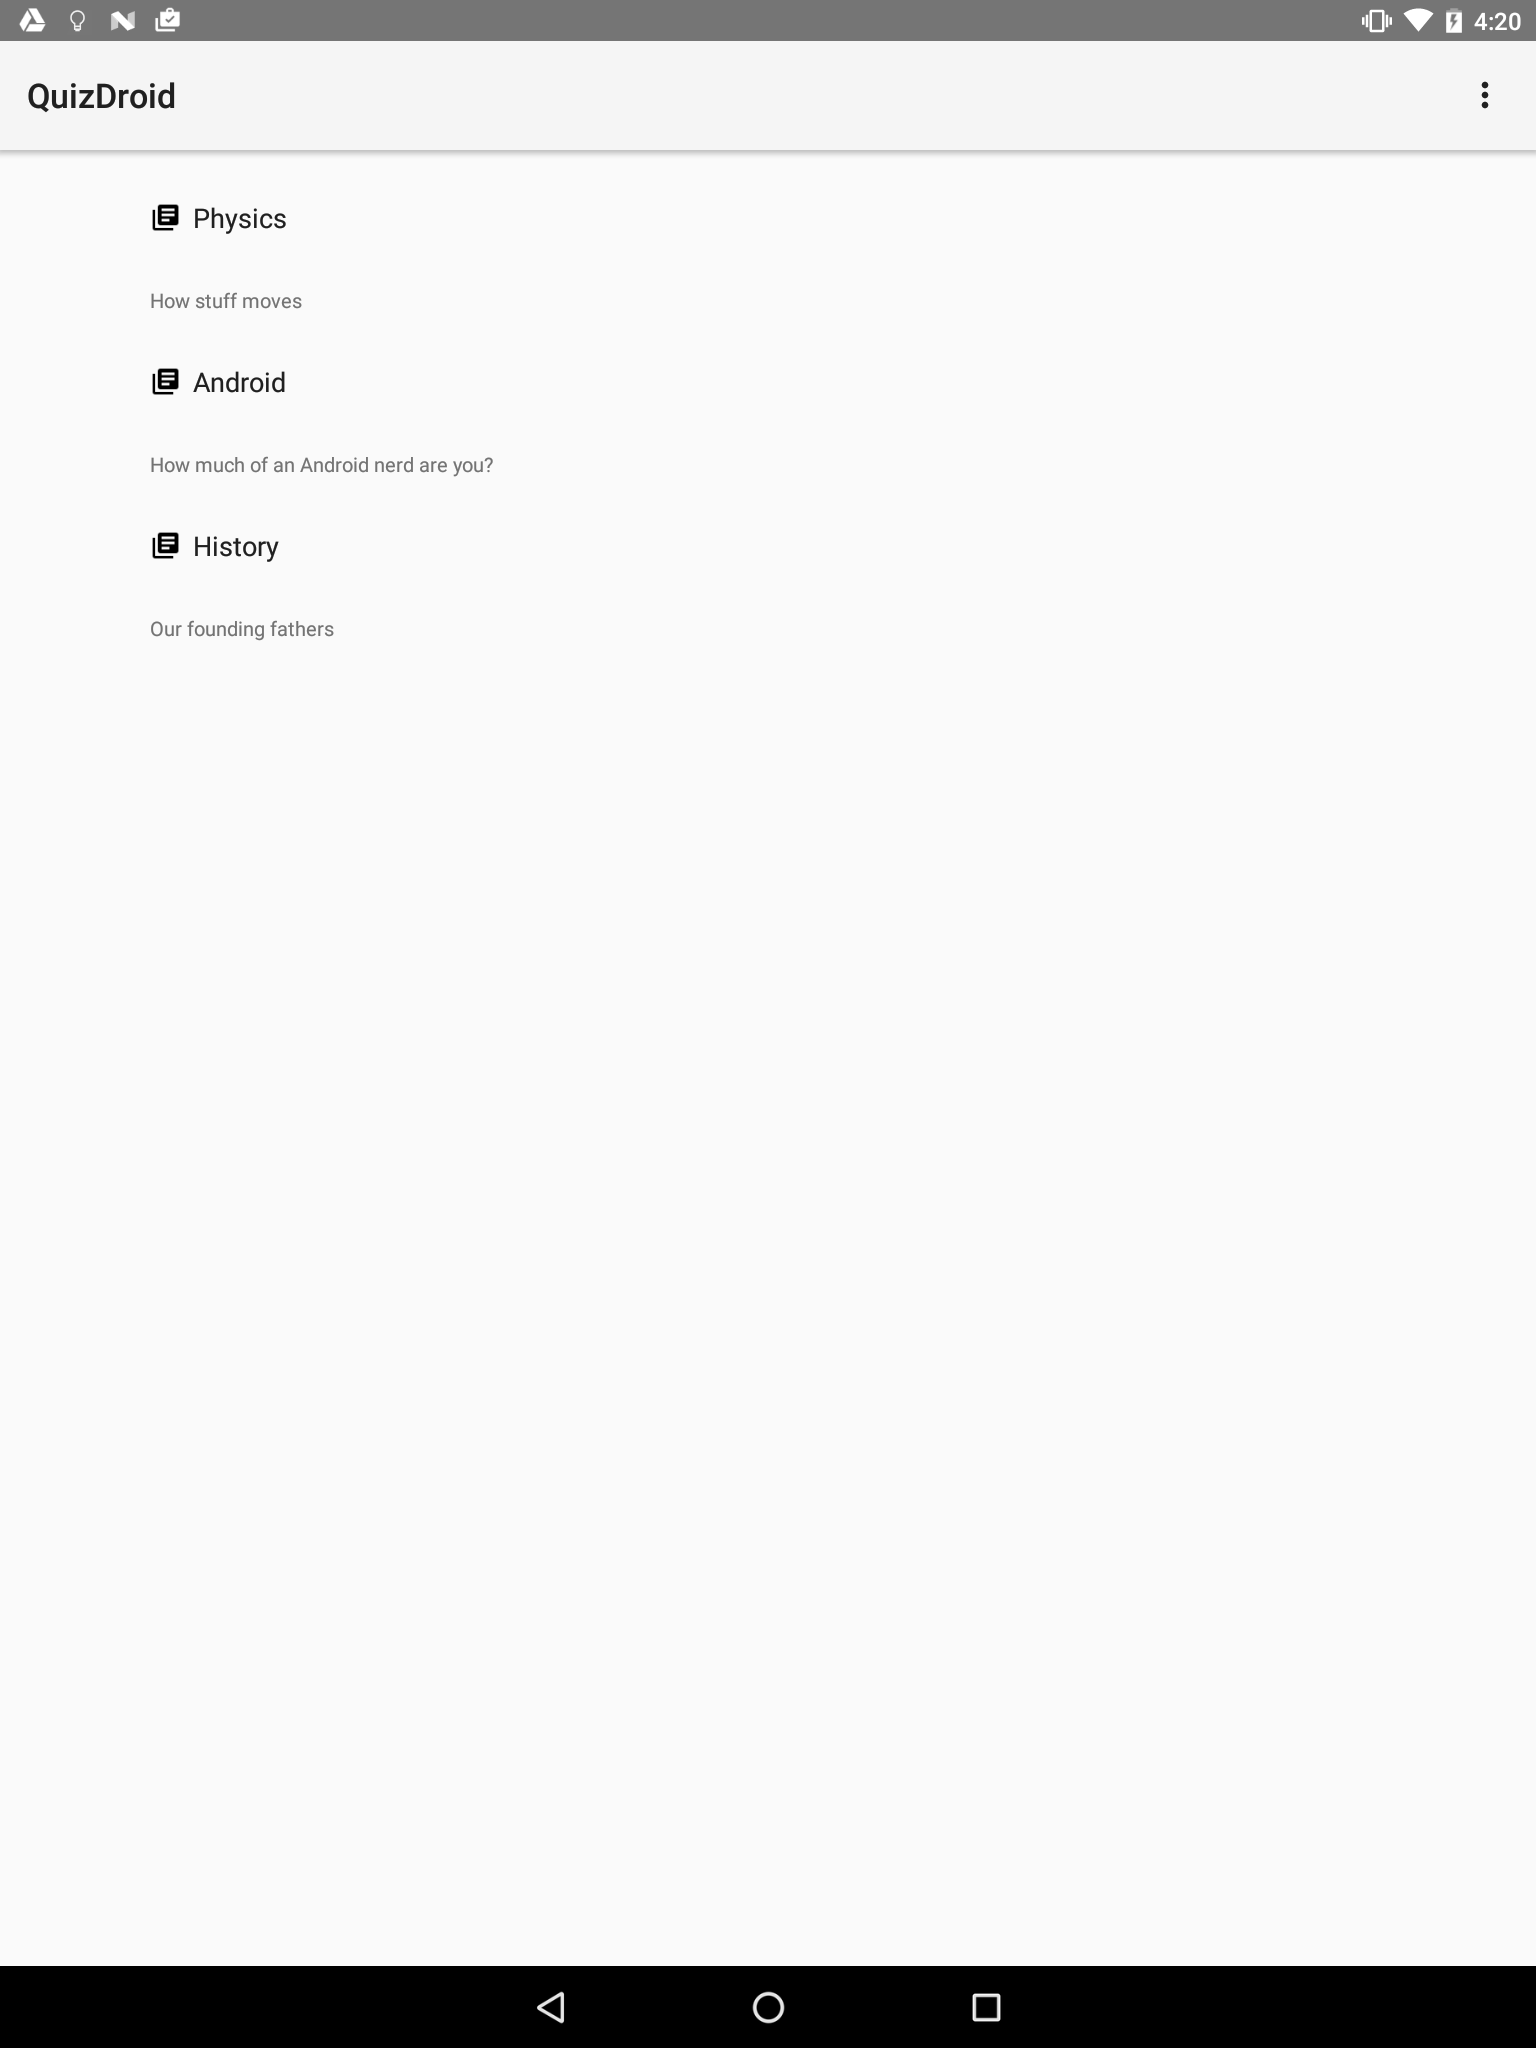 4:20
QuizDroid
Physics
How stuff moves
Android
How much of an Android nerd are you?
History
Our founding fathers